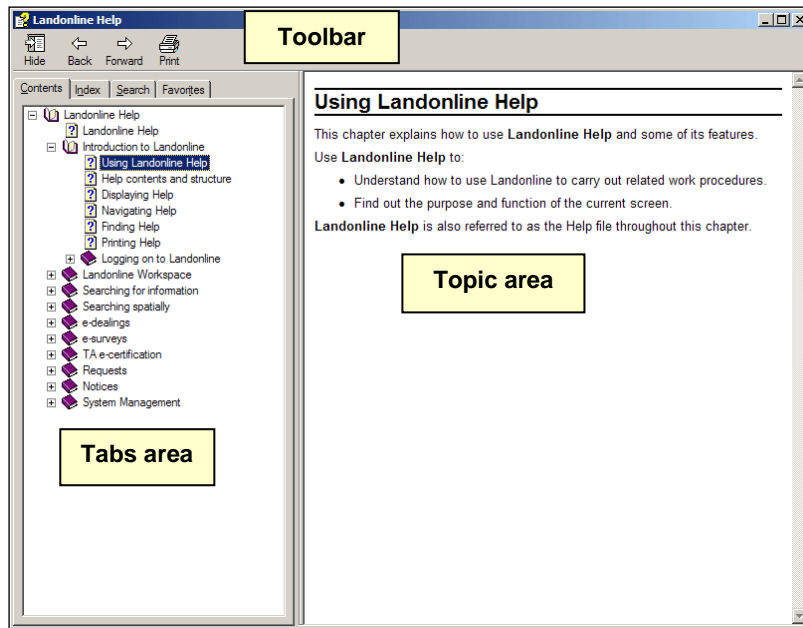 Landonline Help
Toolbar
Hide Back Forward Print
Contents Index Search Favorites
Landonline Help
Landonline Help
Introduction to Landonline
Using Landonline Help
Help contents and structure
Displaying Help
Navigating Help
Finding Help
Printing Help
Logging on to Landonline
Landonline Workspace
Searching for information
Searching spatially
e-dealings
e-surveys
TA e-certification
Requests
Notices
System Management
Tabs area
Using Landonline Help
This chapter explains how to use Landonline Help and some of its features.
Use Landonline Help to:
• Understand how to use Landonline to carry out related work procedures.
• Find out the purpose and function of the current screen.
Landonline Help is also referred to as the Help file throughout this chapter.
Topic area